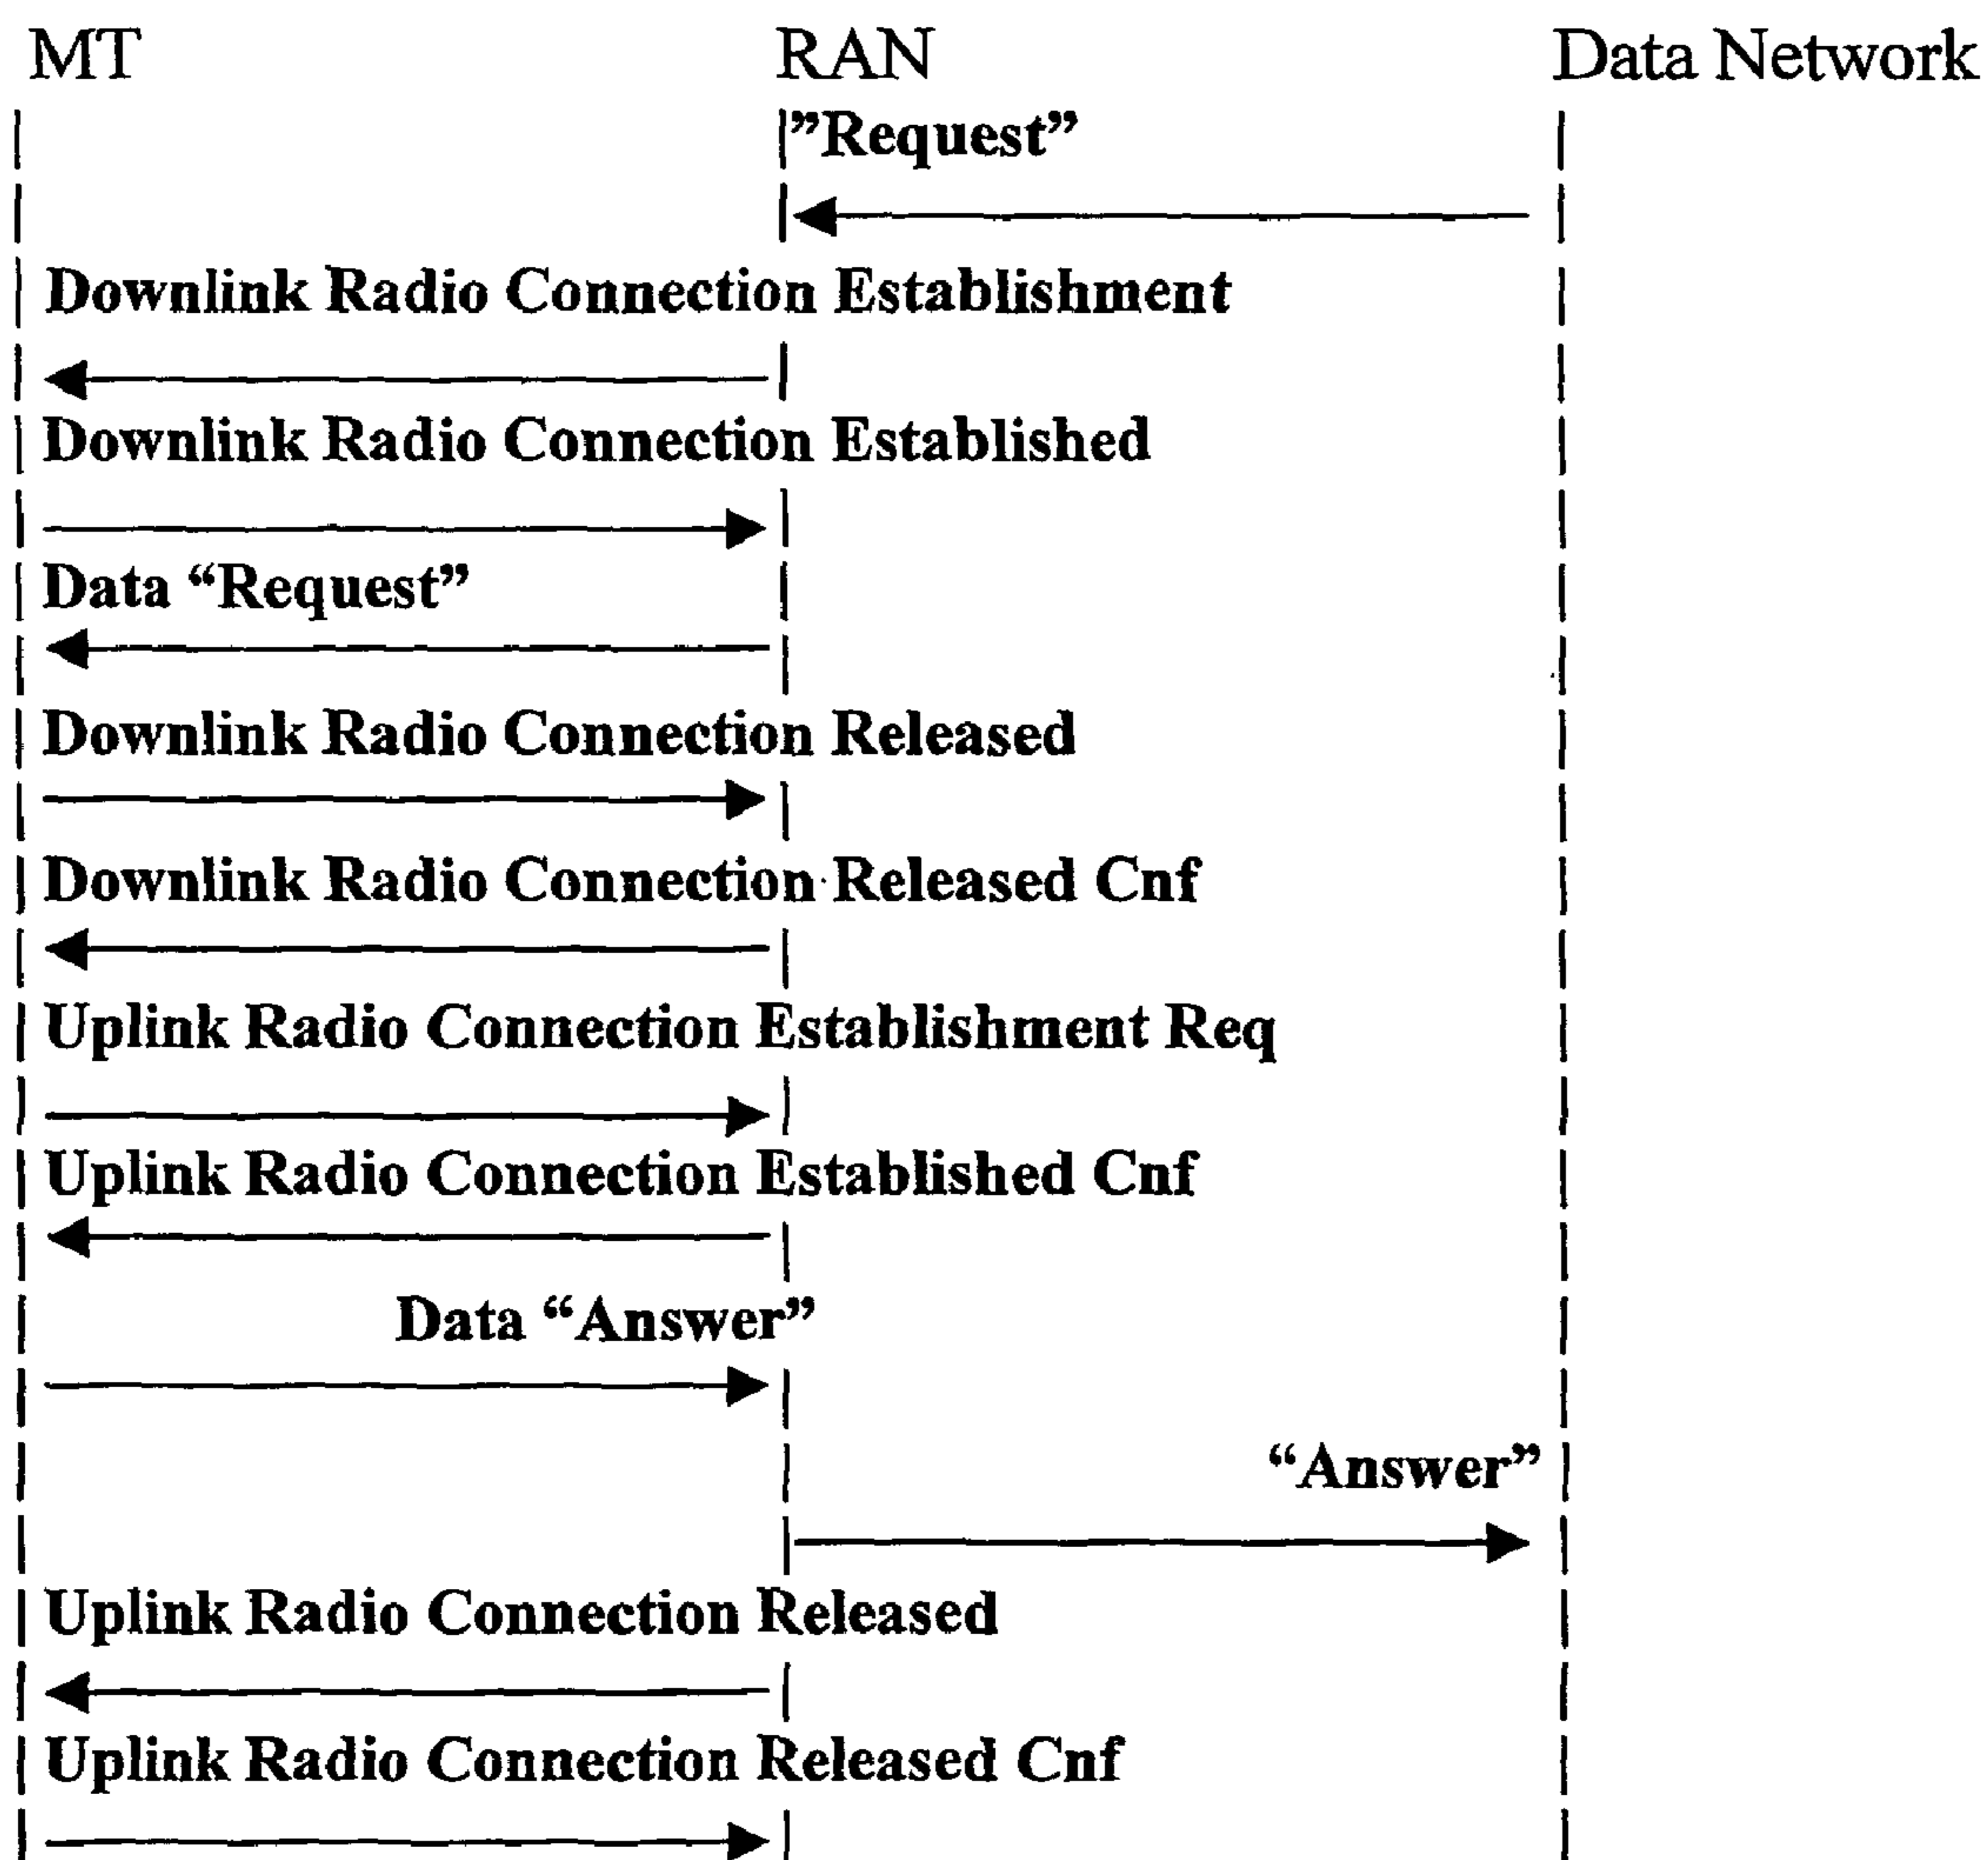 MT RAN Data Network
”Request”
Downlink Radio Connection Establishment
Downlink Radio Connection Established
Data “Request”
Downlink Radio Connection Released
Downlink Radio Connection Released Cnf
Uplink Radio Connection Establishment Req
Uplink Radio Connection Established Cnf
Data “Answer”
“Answer”
Uplink Radio Connection Released
Uplink Radio Connection Released Cnf